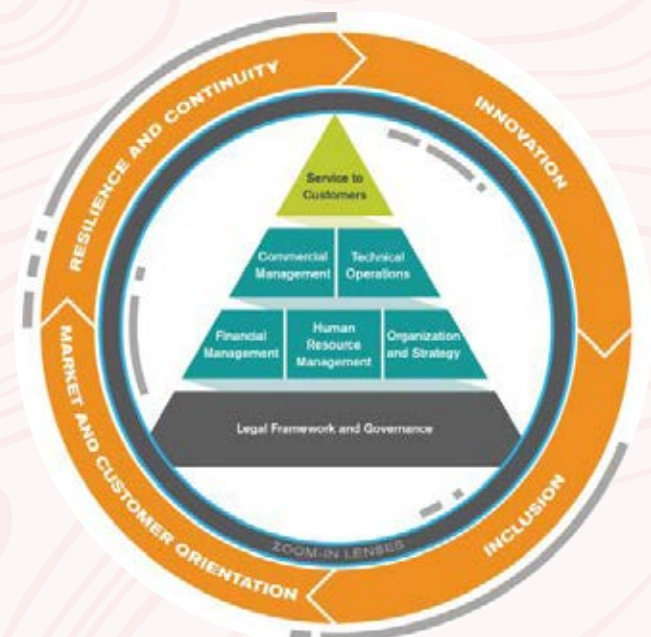 RESILIENCE AND CONTINUITY
INNOVATION
Service to
Customers
Commercial
Management
Technical
Operations
Financial
Management
Human
Resource
Management
Organization
and Strategy
Legal Framework and Governance
MARKET AND CUSTOMER ORIENTATION
INCLUSION
ZOOM-IN LENSES